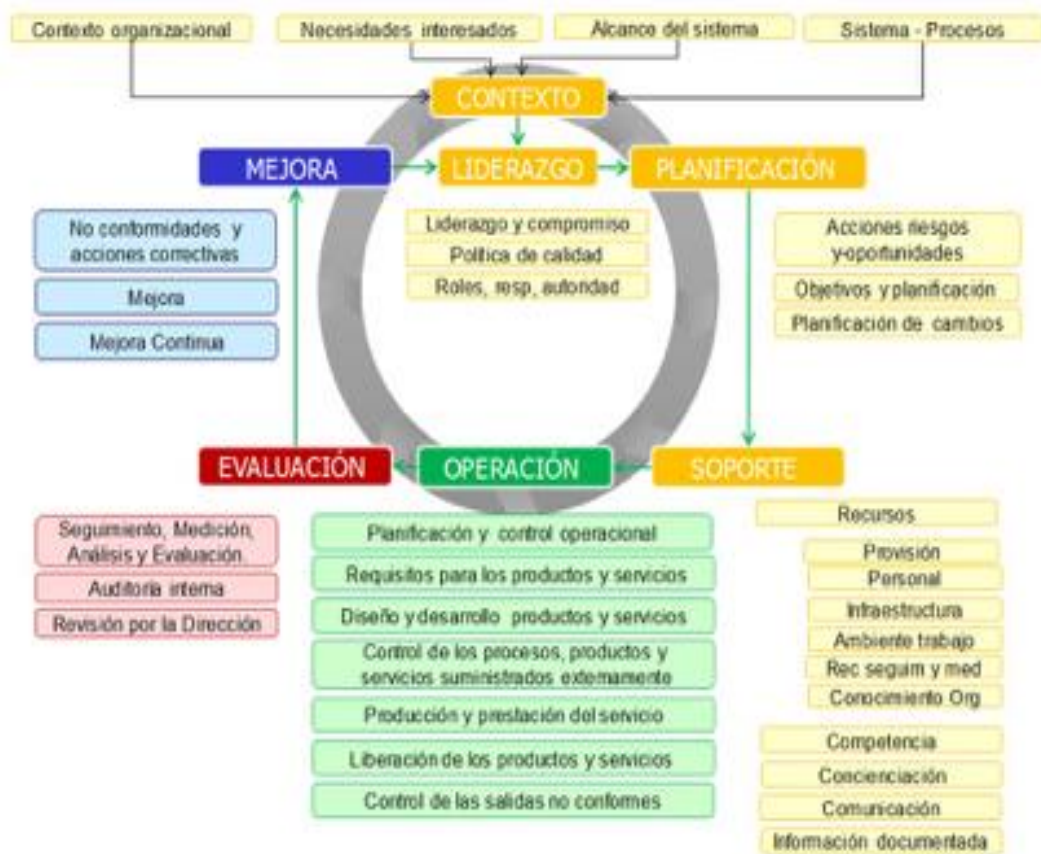 Contexto organizacional
Necesidades interesados
Alcance del sistema
Sistema - Procesos
CONTEXTO
MEJORA
LIDERAZGO
PLANIFICACIÓN
No conformidades y
acciones correctivas
Mejora
Mejora Continua
Liderazgo y compromiso
Política de calidad
Roles, resp, autoridad
Acciones riesgos
y-oportunidades
Objetivos y planificación
Planificación de cambios
EVALUACIÓN
OPERACIÓN
SOPORTE
Seguimiento, Medición,
Análisis y Evaluación
Auditoría interna
Revisión por la Dirección
Planificación y control operacional
Requisitos para los productos y servicios
Diseño y desarrollo productos y servicios
Control de los procesos, productos y
servicios suministrados externamente
Producción y prestación del servicio
Liberación de los productos y servicios
Control de las salidas no conformes
Recursos
Provisión
Personal
Infraestructura
Ambiente trabajo
Rec seguim y med
Conocimiento Org
Competencia
Concienciación
Comunicación
Información documentada